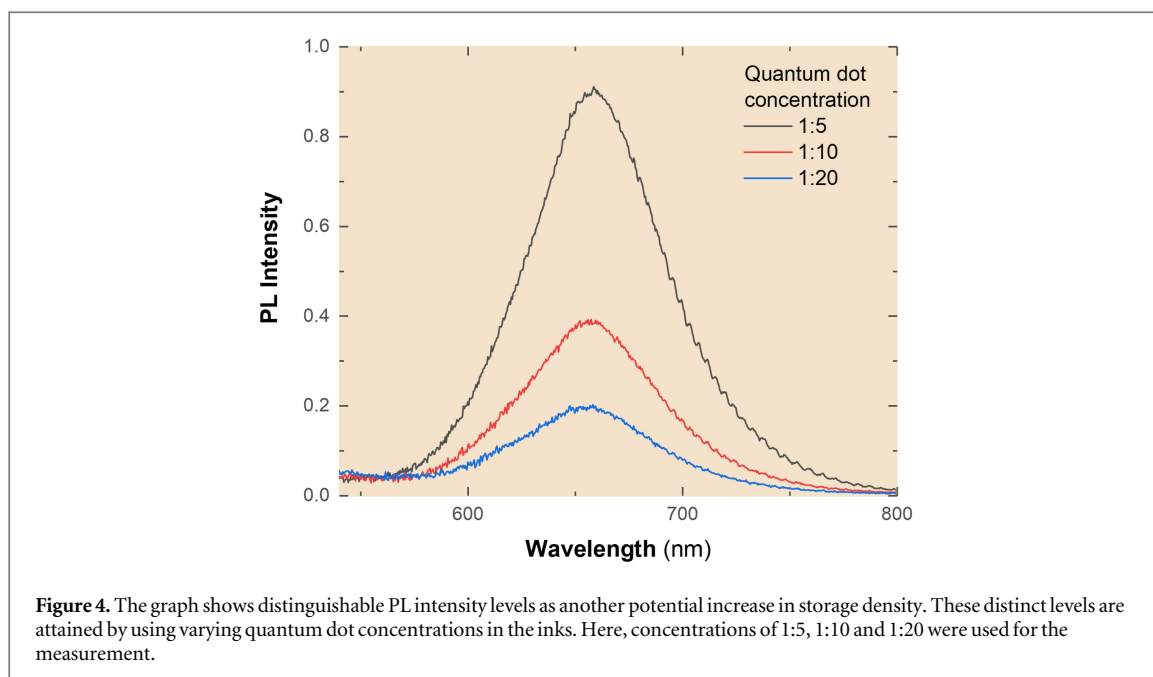 1.0
0.8
0.6
0.4
0.2
0.0
PL Intensity
Quantum dot
concentration
1:5
1:10
1:20
600
700
800
Wavelength (nm)
Figure 4. The graph shows distinguishable PL intensity levels as another potential increase in storage density. These distinct levels are
attained by using varying quantum dot concentrations in the inks. Here, concentrations of 1:5, 1:10 and 1:20 were used for the
measurement.